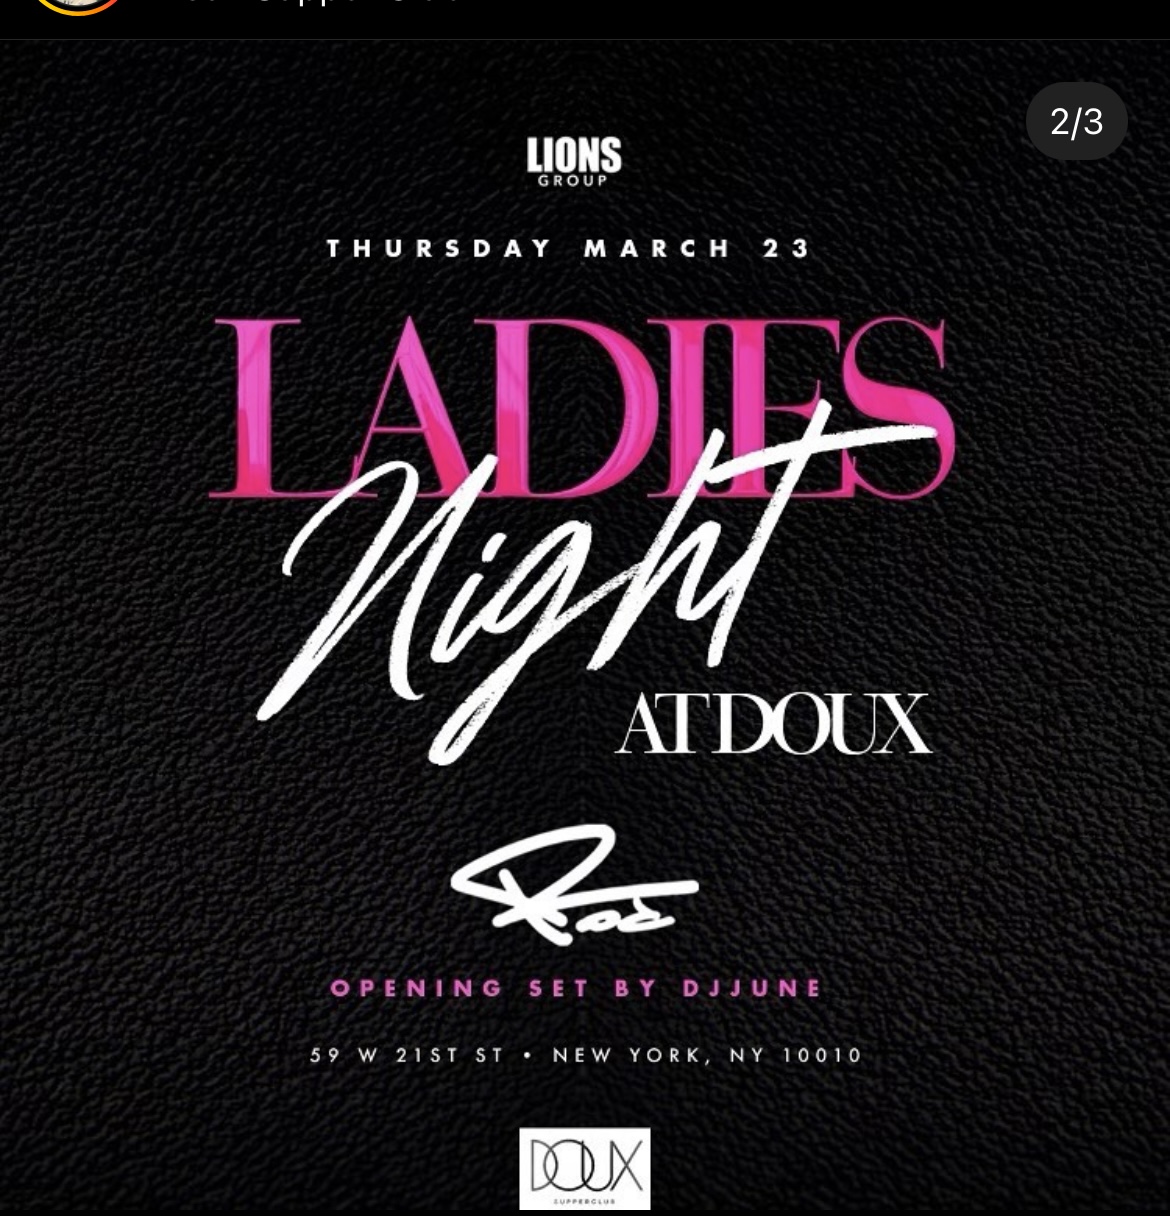 2/3
LIONS
GROUP
THURSDAY MARCH 23
LADIES
Night
AT DOUX
OPENING SET BY DJJUNE
59 W 21ST ST • NEW YORK, NY 10010
DOUX
SUPPERCLUB